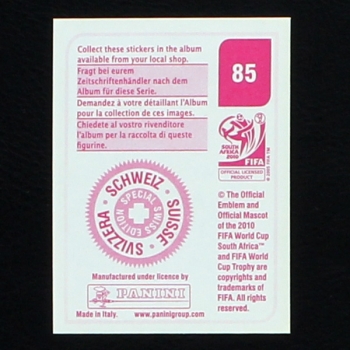 Collect these stickers in the album
available from your local shop.
Fragt bei eurem
Zeitschriftenhändler nach dem
Album für diese Serie.
Demandez à votre détaillant l'Album
pour la collection de ces images.
Chiedete al vostro rivenditore
l'album per la raccolta di queste
figurine.
85
SOUTH AFRICA
2010
FIFA
OFFICIAL LICENSED
PRODUCT
SCHWEIZ • SUISSE • SVIZZERA •
SPECIAL SWISS EDITION
© The Official
Emblem and
Official Mascot
of the 2010
FIFA World Cup
South Africa™
and FIFA World
Cup Trophy are
copyrights and
trademarks of
FIFA. All rights
reserved.
Manufactured under licence by
PANINI
Made in Italy. www.paninigroup.com